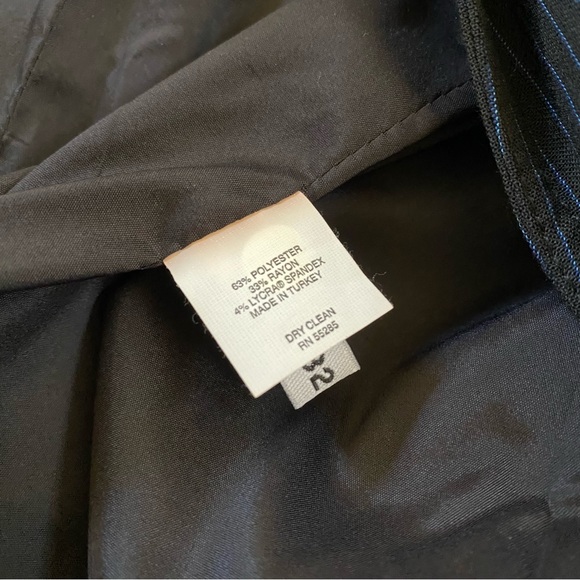 63% POLYESTER
33% RAYON
4% LYCRA® SPANDEX
MADE IN TURKEY
DRY CLEAN
RN 55285